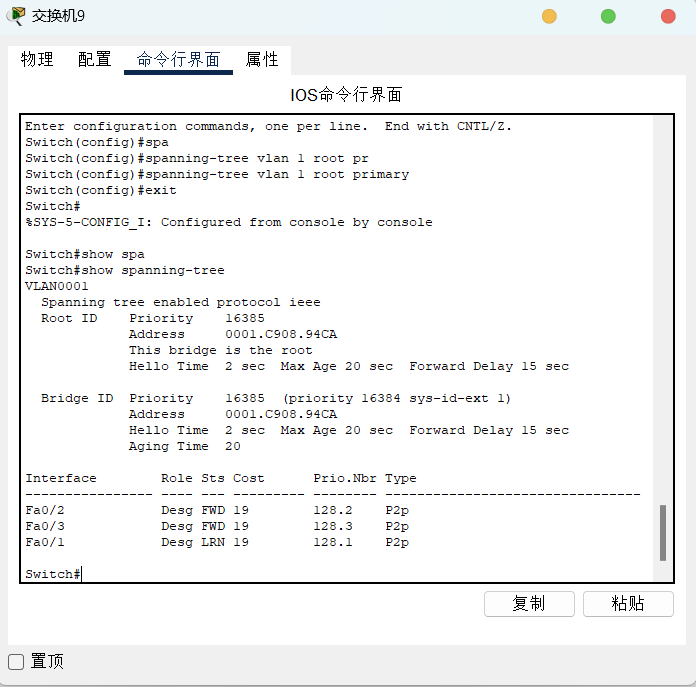 交换机9
物理 配置 命令行界面 属性
IOS命令行界面
Enter configuration commands, one per line.  End with CNTL/Z.
Switch(config)#spa
Switch(config)#spanning-tree vlan 1 root pr
Switch(config)#spanning-tree vlan 1 root primary
Switch(config)#exit
Switch#
%SYS-5-CONFIG_I: Configured from console by console
Switch#show spa
Switch#show spanning-tree
VLAN0001
  Spanning tree enabled protocol ieee
  Root ID    Priority    16385
             Address     0001.C908.94CA
             This bridge is the root
             Hello Time  2 sec  Max Age 20 sec  Forward Delay 15 sec
  Bridge ID  Priority    16385  (priority 16384 sys-id-ext 1)
             Address     0001.C908.94CA
             Hello Time  2 sec  Max Age 20 sec  Forward Delay 15 sec
             Aging Time  20
Interface        Role Sts Cost      Prio.Nbr Type
---------------- ---- --- --------- -------- --------------------------------
Fa0/2            Desg FWD 19        128.2    P2p
Fa0/3            Desg FWD 19        128.3    P2p
Fa0/1            Desg LRN 19        128.1    P2p
Switch#
复制 粘贴
置顶